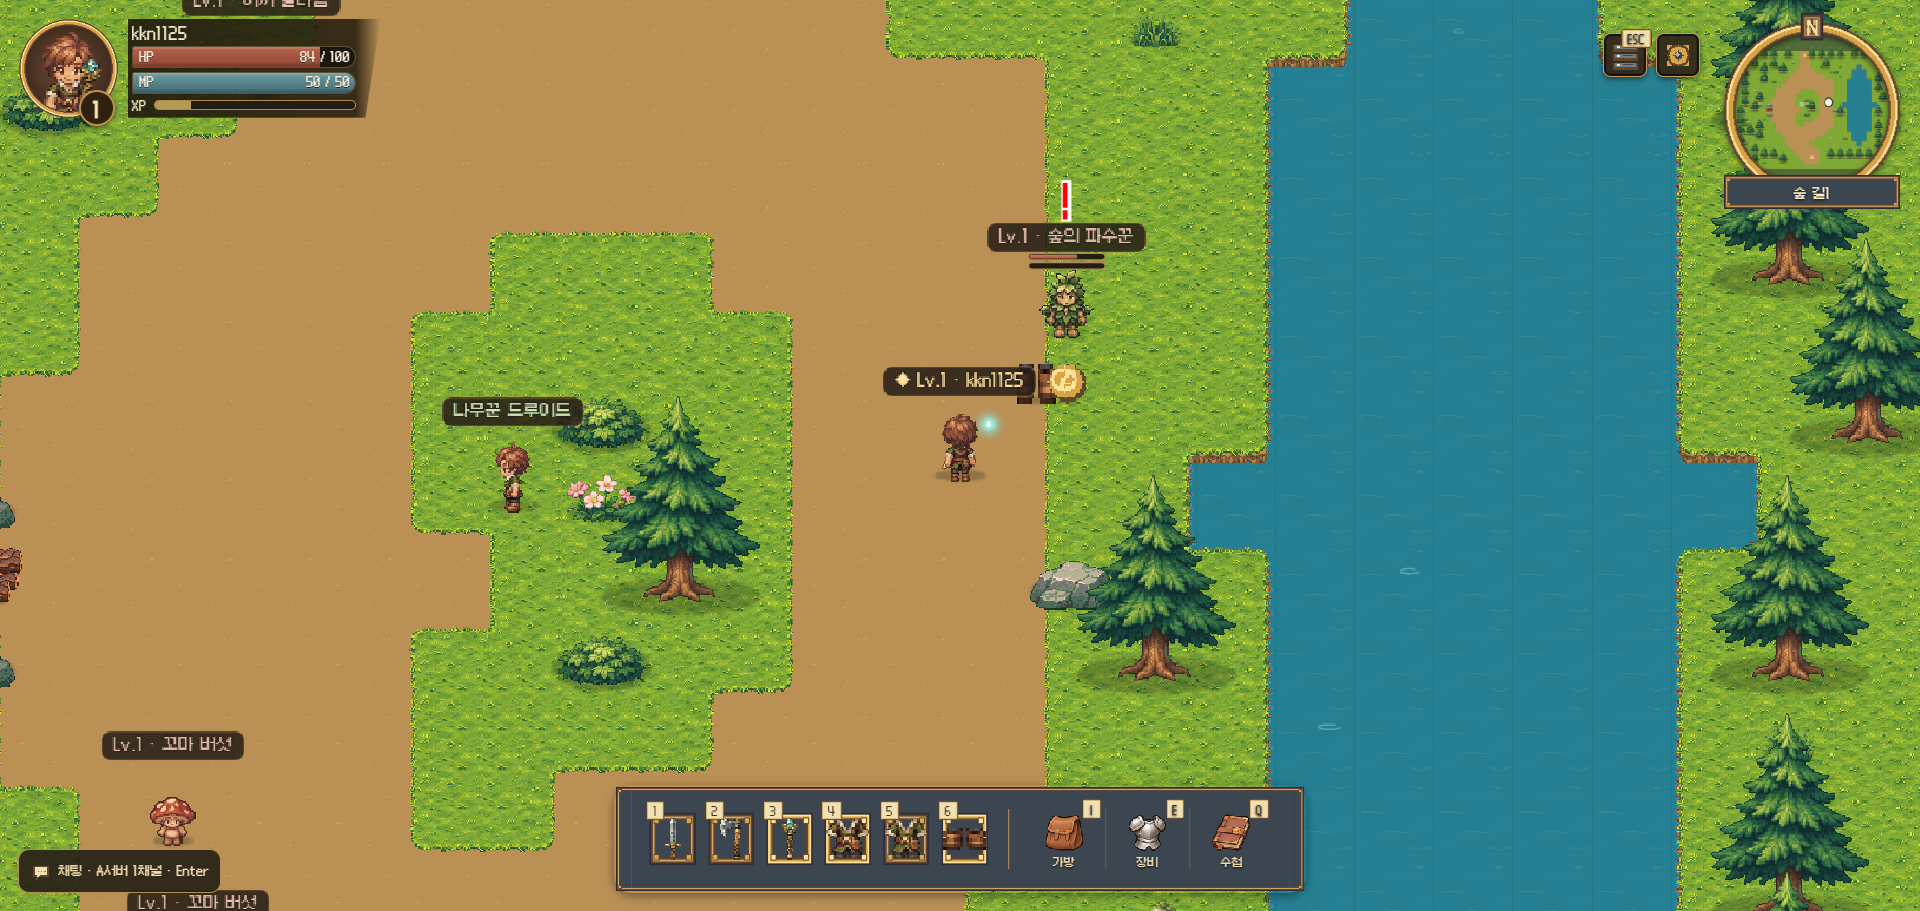 kkn1125
HP 84 / 100
MP 50 / 50
XP
1
ESC
N
숲 길1
Lv.1 · 숲의 파수꾼
Lv.1 · kkn1125
나무꾼 드루이드
Lv.1 · 꼬마 버섯
1 2 3 4 5 6 I E Q
가방 장비 수첩
채팅 · A서버 1채널 · Enter
Lv.1 · 꼬마 버섯